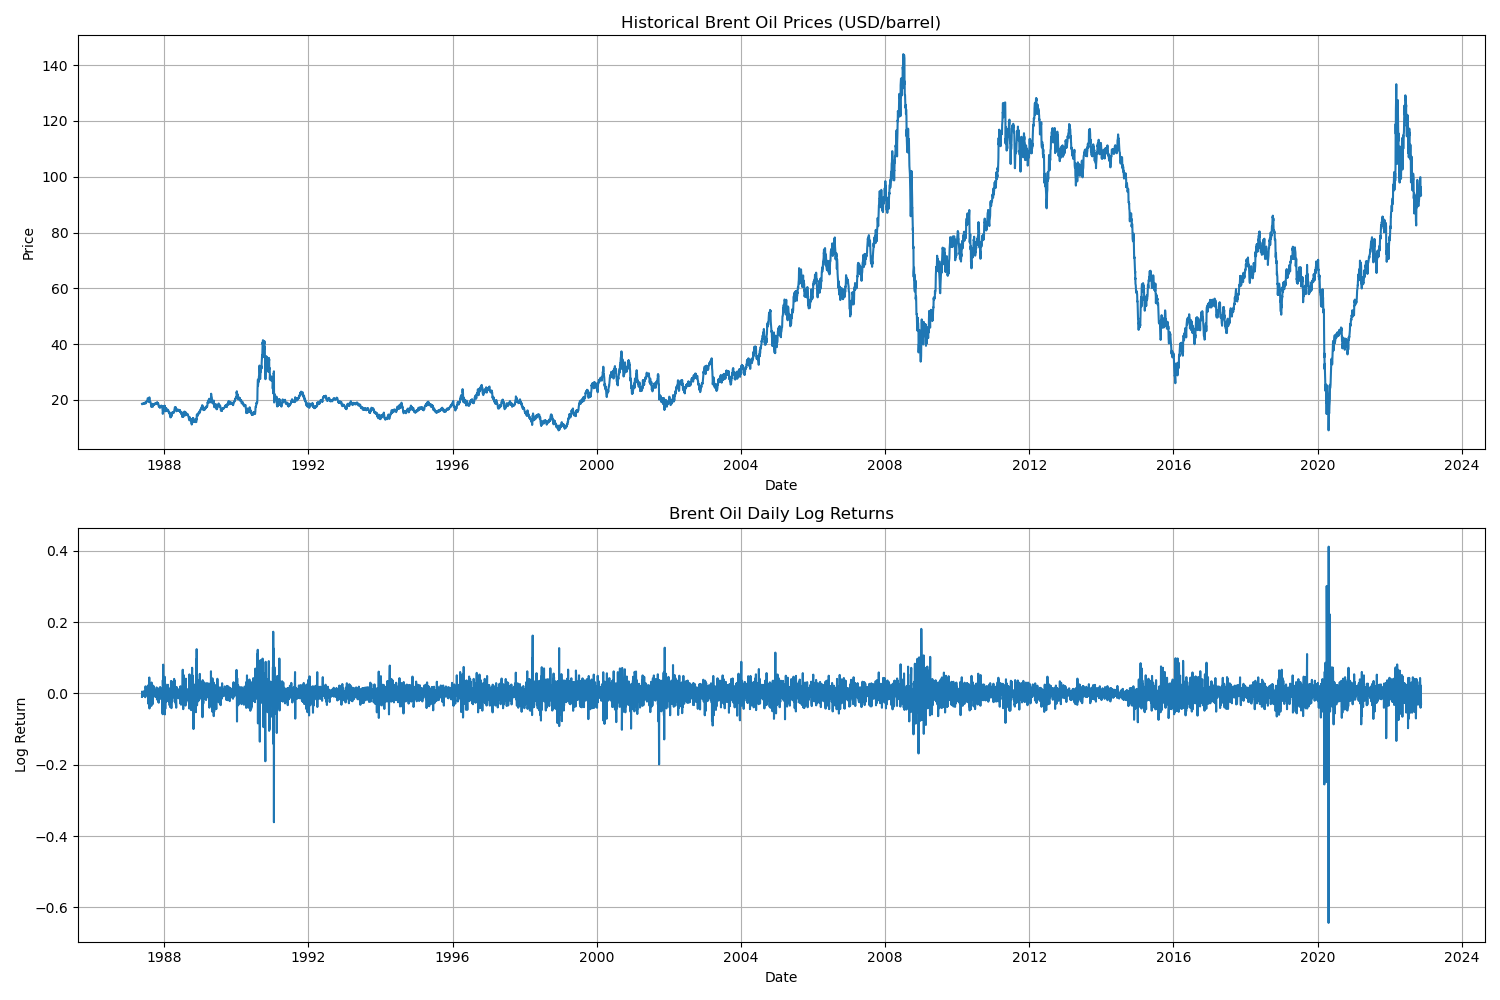 Historical Brent Oil Prices (USD/barrel)
Price
140
120
100
80
60
40
20
1988 1992 1996 2000 2004 2008 2012 2016 2020 2024
Date
Brent Oil Daily Log Returns
Log Return
0.4
0.2
0.0
−0.2
−0.4
−0.6
1988 1992 1996 2000 2004 2008 2012 2016 2020 2024
Date